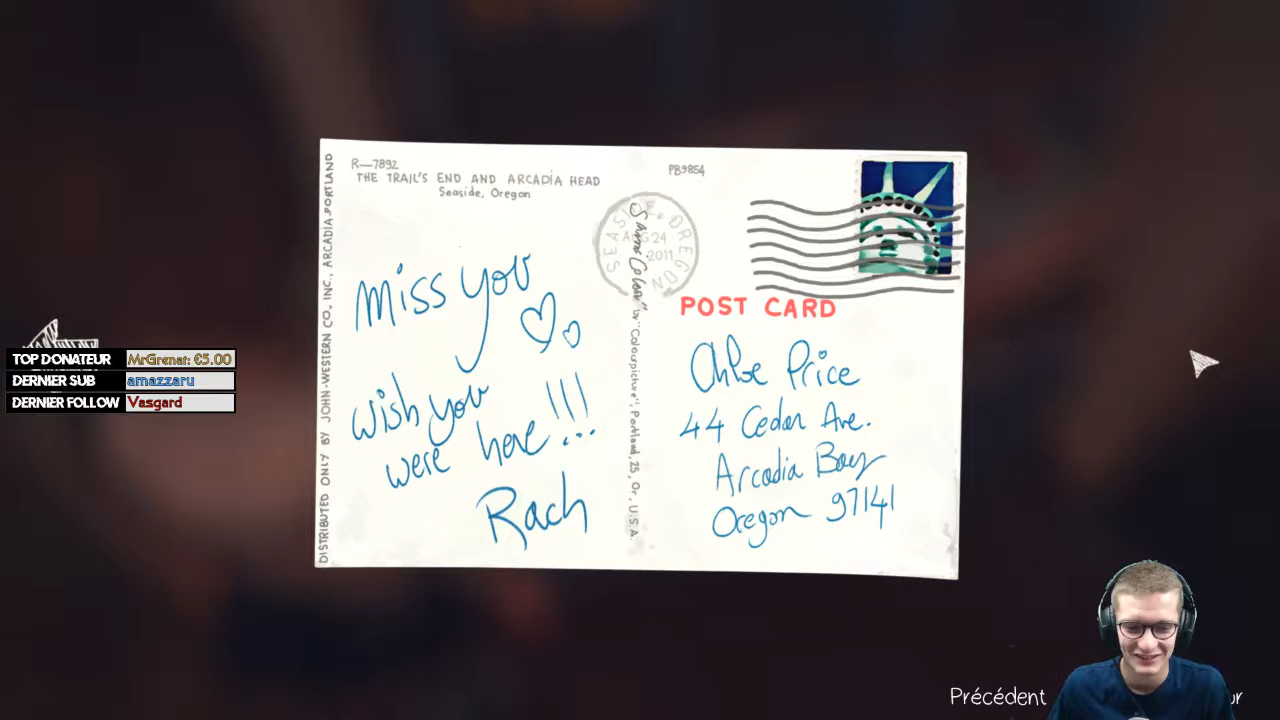 R—7892
THE TRAIL'S END AND ARCADIA HEAD
Seaside, Oregon
PB9854
DISTRIBUTED ONLY BY JOHN-WESTERN CO., INC., ARCADIA-PORTLAND
SEASIDE, OREGON
AUG 24
2011
"Colourpicture", Portland, 25, Or, U.S.A.
POST CARD
Miss you
wish you
were here!!!
Rach
Chloe Price
44 Cedar Ave.
Arcadia Bay
Oregon 97141
TOP DONATEUR MrGrenat: €5.00
DERNIER SUB amazzaru
DERNIER FOLLOW Vasgard
Précédent